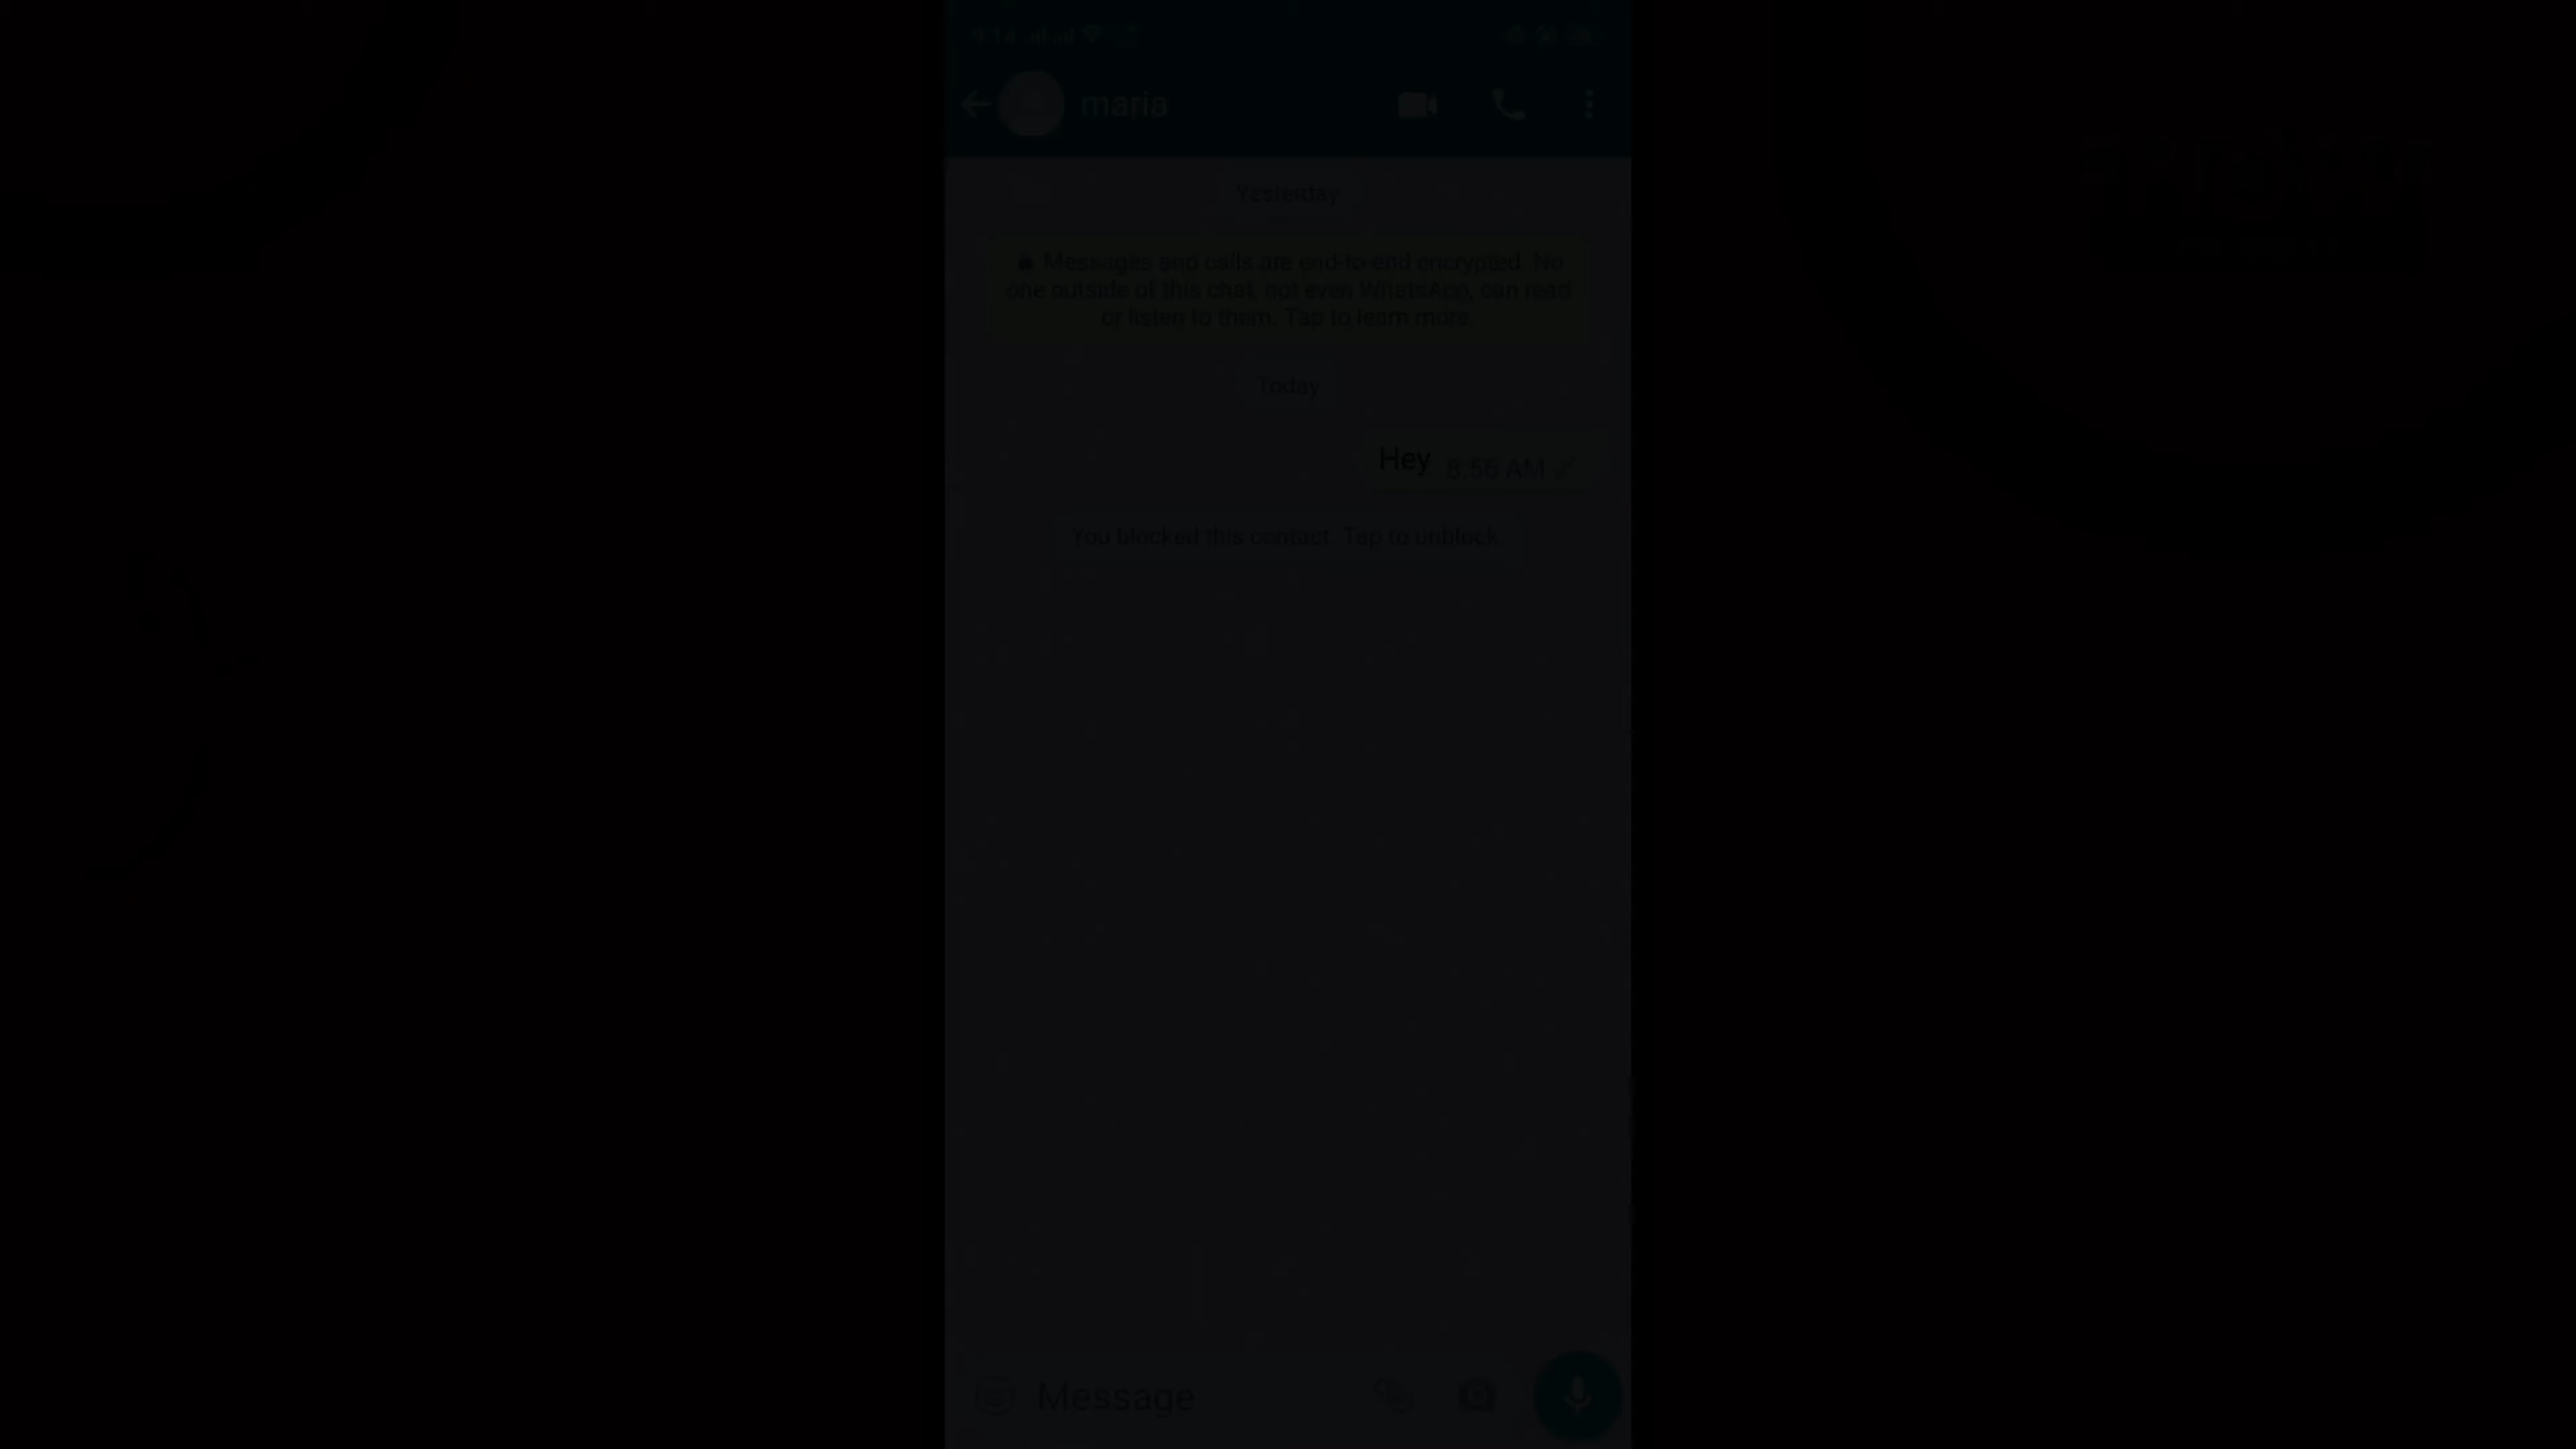 9:14
maria
Yesterday
Messages and calls are end-to-end encrypted. No
one outside of this chat, not even WhatsApp, can read
or listen to them. Tap to learn more.
Today
Hey 8:56 AM
You blocked this contact. Tap to unblock.
Message